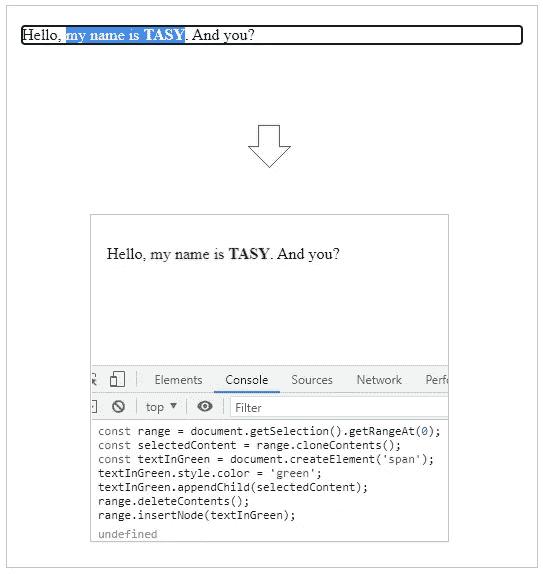 Hello, my name is TASY. And you?
Hello, my name is TASY. And you?
Elements Console Sources Network Perf
top ▼ Filter
const range = document.getSelection().getRangeAt(0);
const selectedContent = range.cloneContents();
const textInGreen = document.createElement('span');
textInGreen.style.color = 'green';
textInGreen.appendChild(selectedContent);
range.deleteContents();
range.insertNode(textInGreen);
undefined